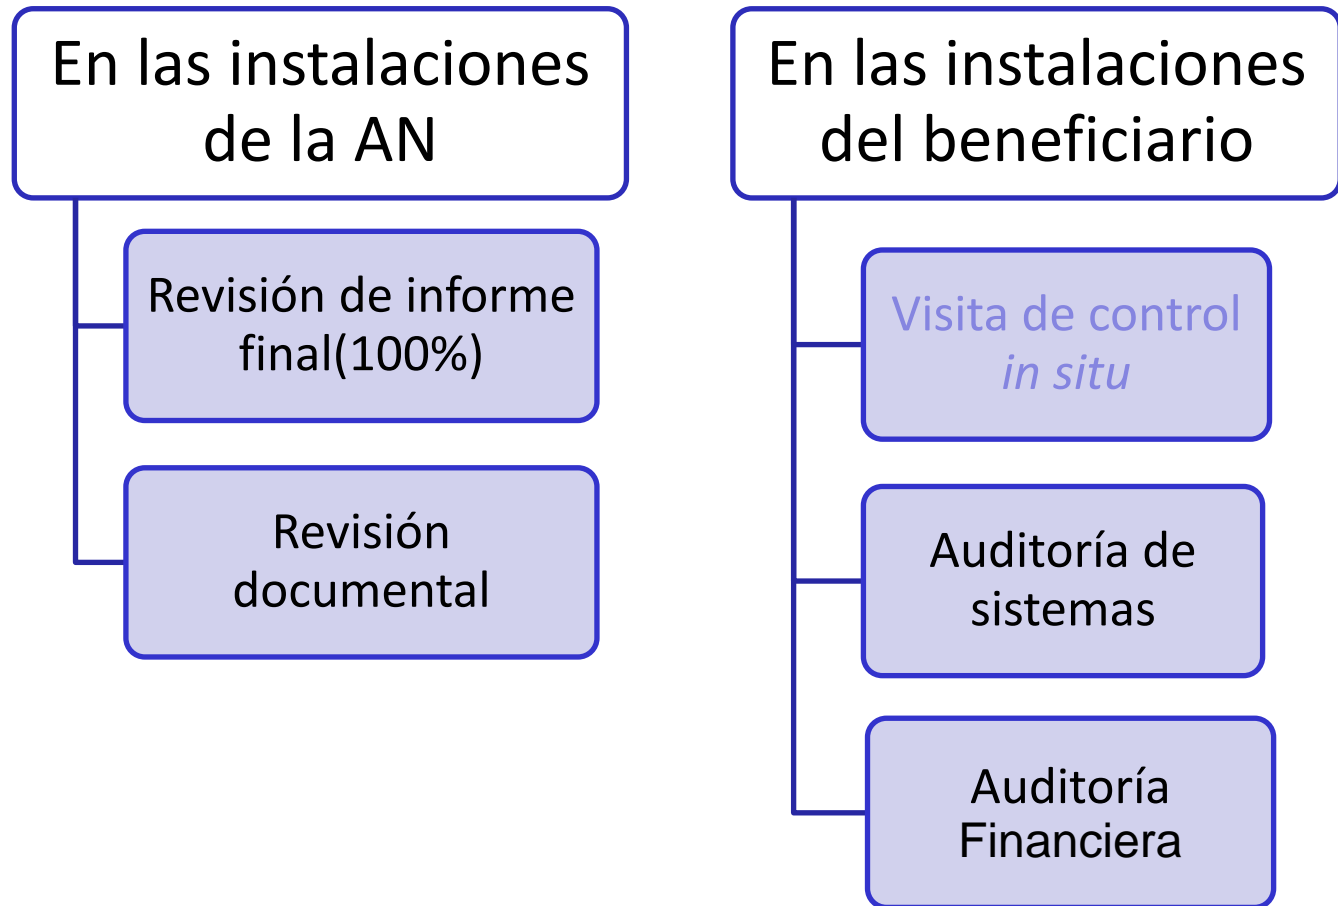 En las instalaciones
de la AN
Revisión de informe
final(100%)
Revisión
documental
En las instalaciones
del beneficiario
Visita de control
in situ
Auditoría de
sistemas
Auditoría
Financiera